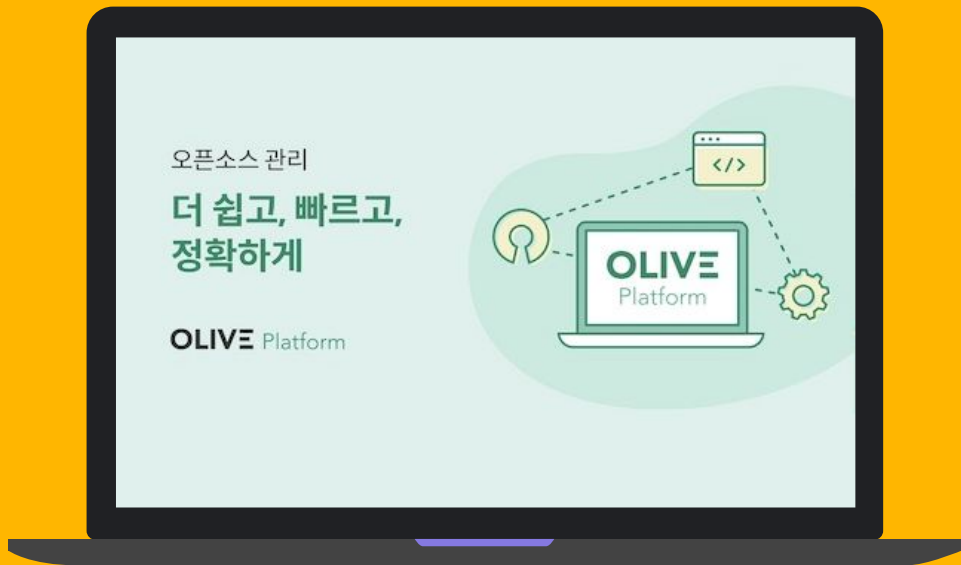 오픈소스 관리
더 쉽고, 빠르고,
정확하게
OLIVE Platform
</>
OLIVE
Platform